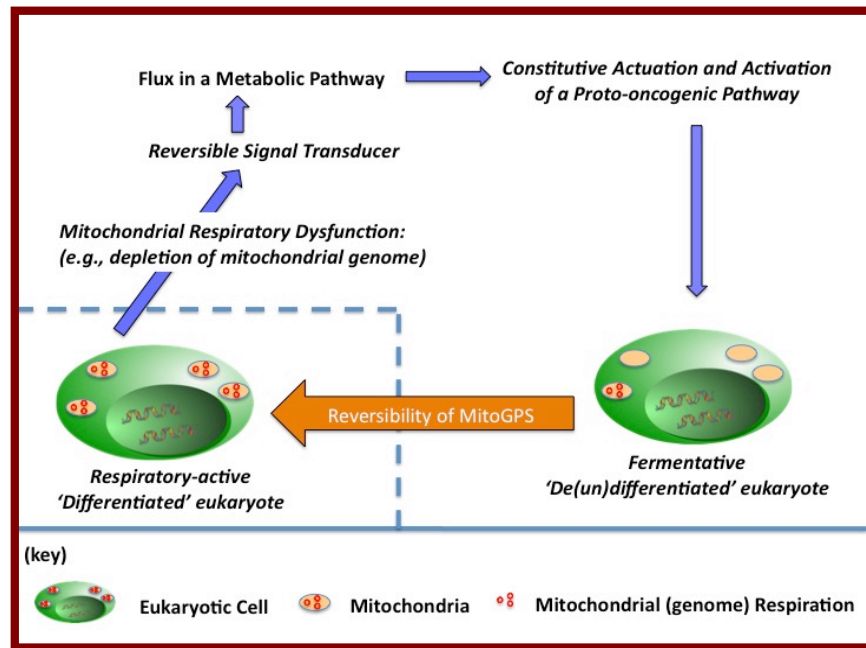 Flux in a Metabolic Pathway
Constitutive Actuation and Activation
of a Proto-oncogenic Pathway
Reversible Signal Transducer
Mitochondrial Respiratory Dysfunction:
(e.g., depletion of mitochondrial genome)
Reversibility of MitoGPS
Respiratory-active
‘Differentiated’ eukaryote
Fermentative
‘De(un)differentiated’ eukaryote
(key)
Eukaryotic Cell
Mitochondria
Mitochondrial (genome) Respiration